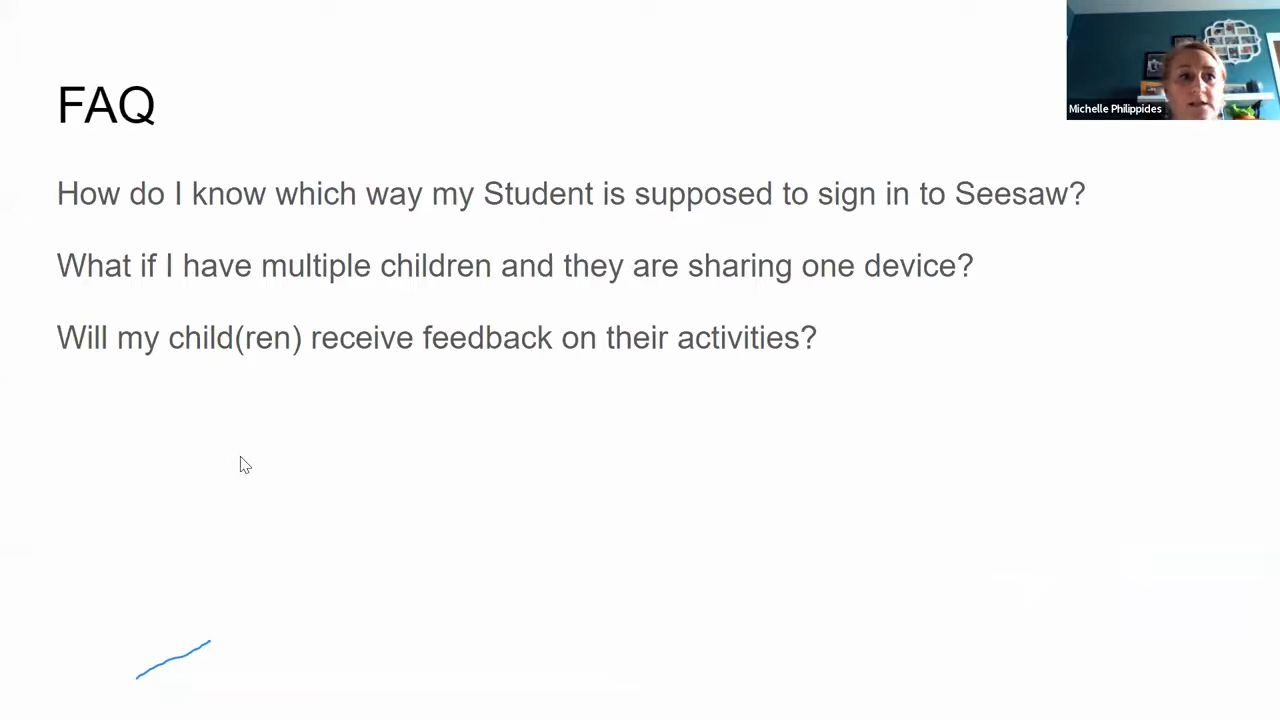 FAQ
Michelle Philippides
How do I know which way my Student is supposed to sign in to Seesaw?
What if I have multiple children and they are sharing one device?
Will my child(ren) receive feedback on their activities?